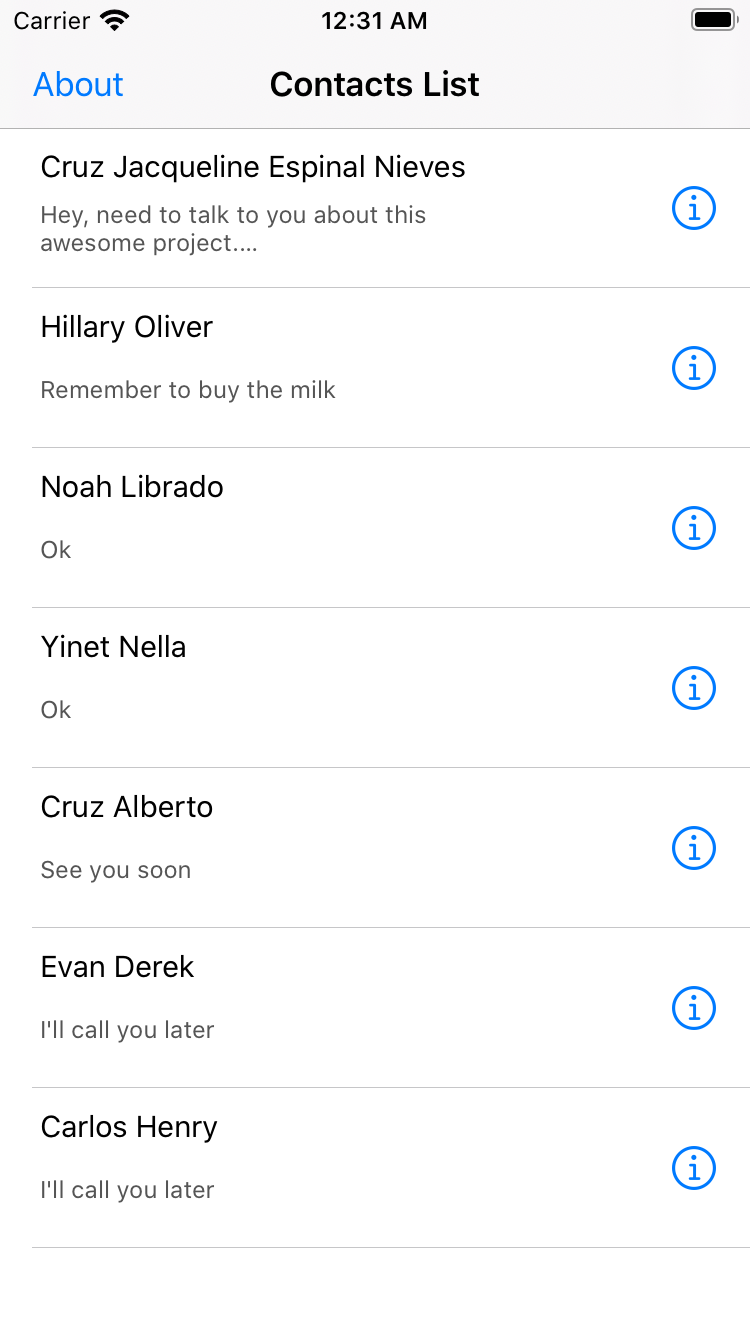 Carrier 12:31 AM
About Contacts List
Cruz Jacqueline Espinal Nieves
Hey, need to talk to you about this
awesome project....
Hillary Oliver
Remember to buy the milk
Noah Librado
Ok
Yinet Nella
Ok
Cruz Alberto
See you soon
Evan Derek
I'll call you later
Carlos Henry
I'll call you later